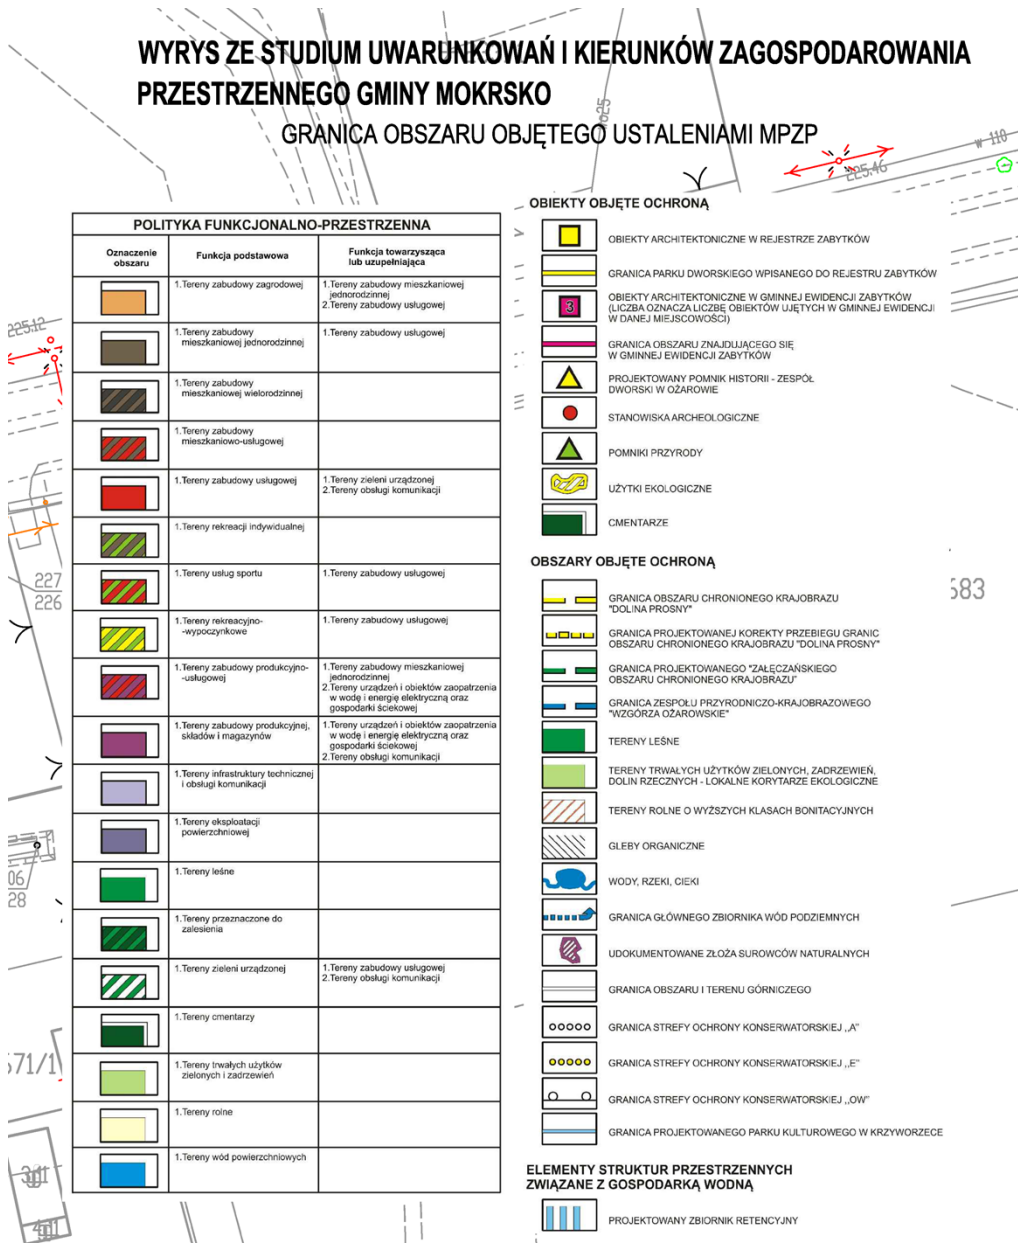 WYRYS ZE STUDIUM UWARUNKOWAŃ I KIERUNKÓW ZAGOSPODAROWANIA
PRZESTRZENNEGO GMINY MOKRSKO
GRANICA OBSZARU OBJĘTEGO USTALENIAMI MPZP
625
w 110
225.46
225.12
227
226
683
06
28
671/1
POLITYKA FUNKCJONALNO-PRZESTRZENNA
Oznaczenie
obszaru
Funkcja podstawowa
Funkcja towarzysząca
lub uzupełniająca
1.Tereny zabudowy zagrodowej
1.Tereny zabudowy mieszkaniowej
jednorodzinnej
2.Tereny zabudowy usługowej
1.Tereny zabudowy
mieszkaniowej jednorodzinnej
1.Tereny zabudowy usługowej
1.Tereny zabudowy
mieszkaniowej wielorodzinnej
1.Tereny zabudowy
mieszkaniowo-usługowej
1.Tereny zabudowy usługowej
1.Tereny zieleni urządzonej
2.Tereny obsługi komunikacji
1.Tereny rekreacji indywidualnej
1.Tereny usług sportu
1.Tereny zabudowy usługowej
1.Tereny rekreacyjno-
-wypoczynkowe
1.Tereny zabudowy usługowej
1.Tereny zabudowy produkcyjno-
-usługowej
1.Tereny zabudowy mieszkaniowej
jednorodzinnej
2.Tereny urządzeń i obiektów zaopatrzenia
w wodę i energię elektryczną oraz
gospodarki ściekowej
1.Tereny zabudowy produkcyjnej,
składów i magazynów
1.Tereny urządzeń i obiektów zaopatrzenia
w wodę i energię elektryczną oraz
gospodarki ściekowej
2.Tereny obsługi komunikacji
1.Tereny infrastruktury technicznej
i obsługi komunikacji
1.Tereny eksploatacji
powierzchniowej
1.Tereny leśne
1.Tereny przeznaczone do
zalesienia
1.Tereny zieleni urządzonej
1.Tereny zabudowy usługowej
2.Tereny obsługi komunikacji
1.Tereny cmentarzy
1.Tereny trwałych użytków
zielonych i zadrzewień
1.Tereny rolne
1.Tereny wód powierzchniowych
OBIEKTY OBJĘTE OCHRONĄ
OBIEKTY ARCHITEKTONICZNE W REJESTRZE ZABYTKÓW
GRANICA PARKU DWORSKIEGO WPISANEGO DO REJESTRU ZABYTKÓW
3
OBIEKTY ARCHITEKTONICZNE W GMINNEJ EWIDENCJI ZABYTKÓW
(LICZBA OZNACZA LICZBĘ OBIEKTÓW UJĘTYCH W GMINNEJ EWIDENCJI
W DANEJ MIEJSCOWOŚCI)
GRANICA OBSZARU ZNAJDUJĄCEGO SIĘ
W GMINNEJ EWIDENCJI ZABYTKÓW
PROJEKTOWANY POMNIK HISTORII - ZESPÓŁ
DWORSKI W OŻAROWIE
STANOWISKA ARCHEOLOGICZNE
POMNIKI PRZYRODY
UŻYTKI EKOLOGICZNE
CMENTARZE
OBSZARY OBJĘTE OCHRONĄ
GRANICA OBSZARU CHRONIONEGO KRAJOBRAZU
"DOLINA PROSNY"
GRANICA PROJEKTOWANEJ KOREKTY PRZEBIEGU GRANIC
OBSZARU CHRONIONEGO KRAJOBRAZU "DOLINA PROSNY"
GRANICA PROJEKTOWANEGO "ZAŁĘCZAŃSKIEGO
OBSZARU CHRONIONEGO KRAJOBRAZU"
GRANICA ZESPOŁU PRZYRODNICZO-KRAJOBRAZOWEGO
"WZGÓRZA OŻAROWSKIE"
TERENY LEŚNE
TERENY TRWAŁYCH UŻYTKÓW ZIELONYCH, ZADRZEWIEŃ,
DOLIN RZECZNYCH - LOKALNE KORYTARZE EKOLOGICZNE
TERENY ROLNE O WYŻSZYCH KLASACH BONITACYJNYCH
GLEBY ORGANICZNE
WODY, RZEKI, CIEKI
GRANICA GŁÓWNEGO ZBIORNIKA WÓD PODZIEMNYCH
UDOKUMENTOWANE ZŁOŻA SUROWCÓW NATURALNYCH
GRANICA OBSZARU I TERENU GÓRNICZEGO
GRANICA STREFY OCHRONY KONSERWATORSKIEJ ,,A"
GRANICA STREFY OCHRONY KONSERWATORSKIEJ ,,E"
GRANICA STREFY OCHRONY KONSERWATORSKIEJ ,,OW"
GRANICA PROJEKTOWANEGO PARKU KULTUROWEGO W KRZYWORZECE
ELEMENTY STRUKTUR PRZESTRZENNYCH
ZWIĄZANE Z GOSPODARKĄ WODNĄ
PROJEKTOWANY ZBIORNIK RETENCYJNY